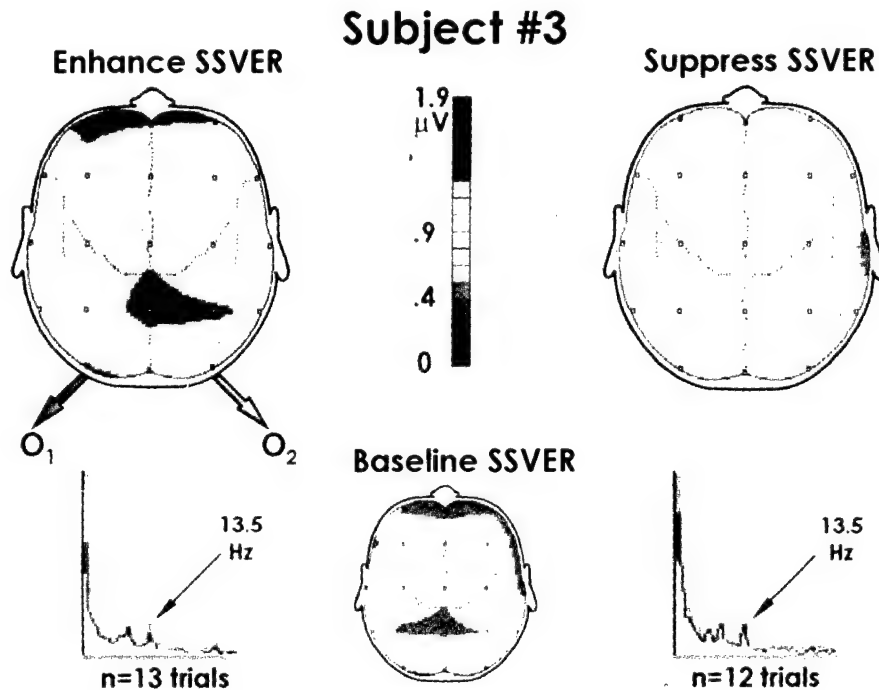 Subject #3
Enhance SSVER
Suppress SSVER
1.9
µV
.9
.4
0
O1
O2
Baseline SSVER
13.5
Hz
13.5
Hz
n=13 trials
n=12 trials